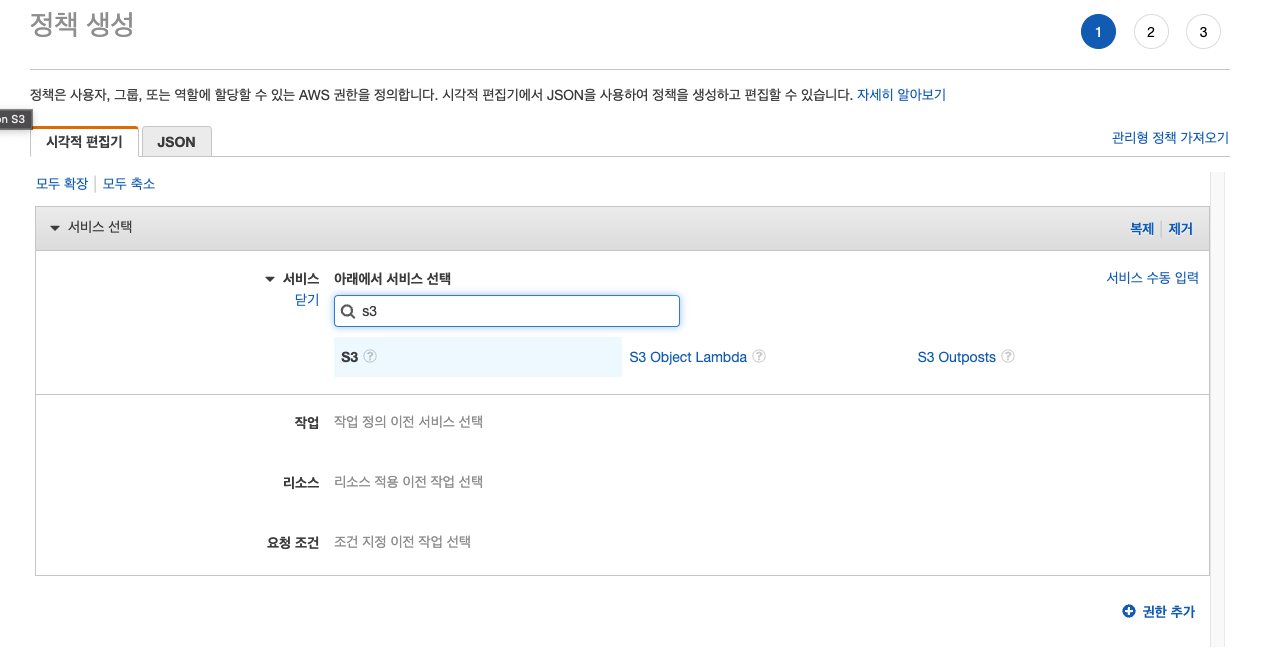 정책 생성
1 2 3
정책은 사용자, 그룹, 또는 역할에 할당할 수 있는 AWS 권한을 정의합니다. 시각적 편집기에서 JSON을 사용하여 정책을 생성하고 편집할 수 있습니다. 자세히 알아보기
on S3
시각적 편집기 JSON 관리형 정책 가져오기
모두 확장 모두 축소
서비스 선택 복제 제거
서비스 아래에서 서비스 선택 서비스 수동 입력
닫기
s3
S3 ? S3 Object Lambda ? S3 Outposts ?
작업 작업 정의 이전 서비스 선택
리소스 리소스 적용 이전 작업 선택
요청 조건 조건 지정 이전 작업 선택
권한 추가